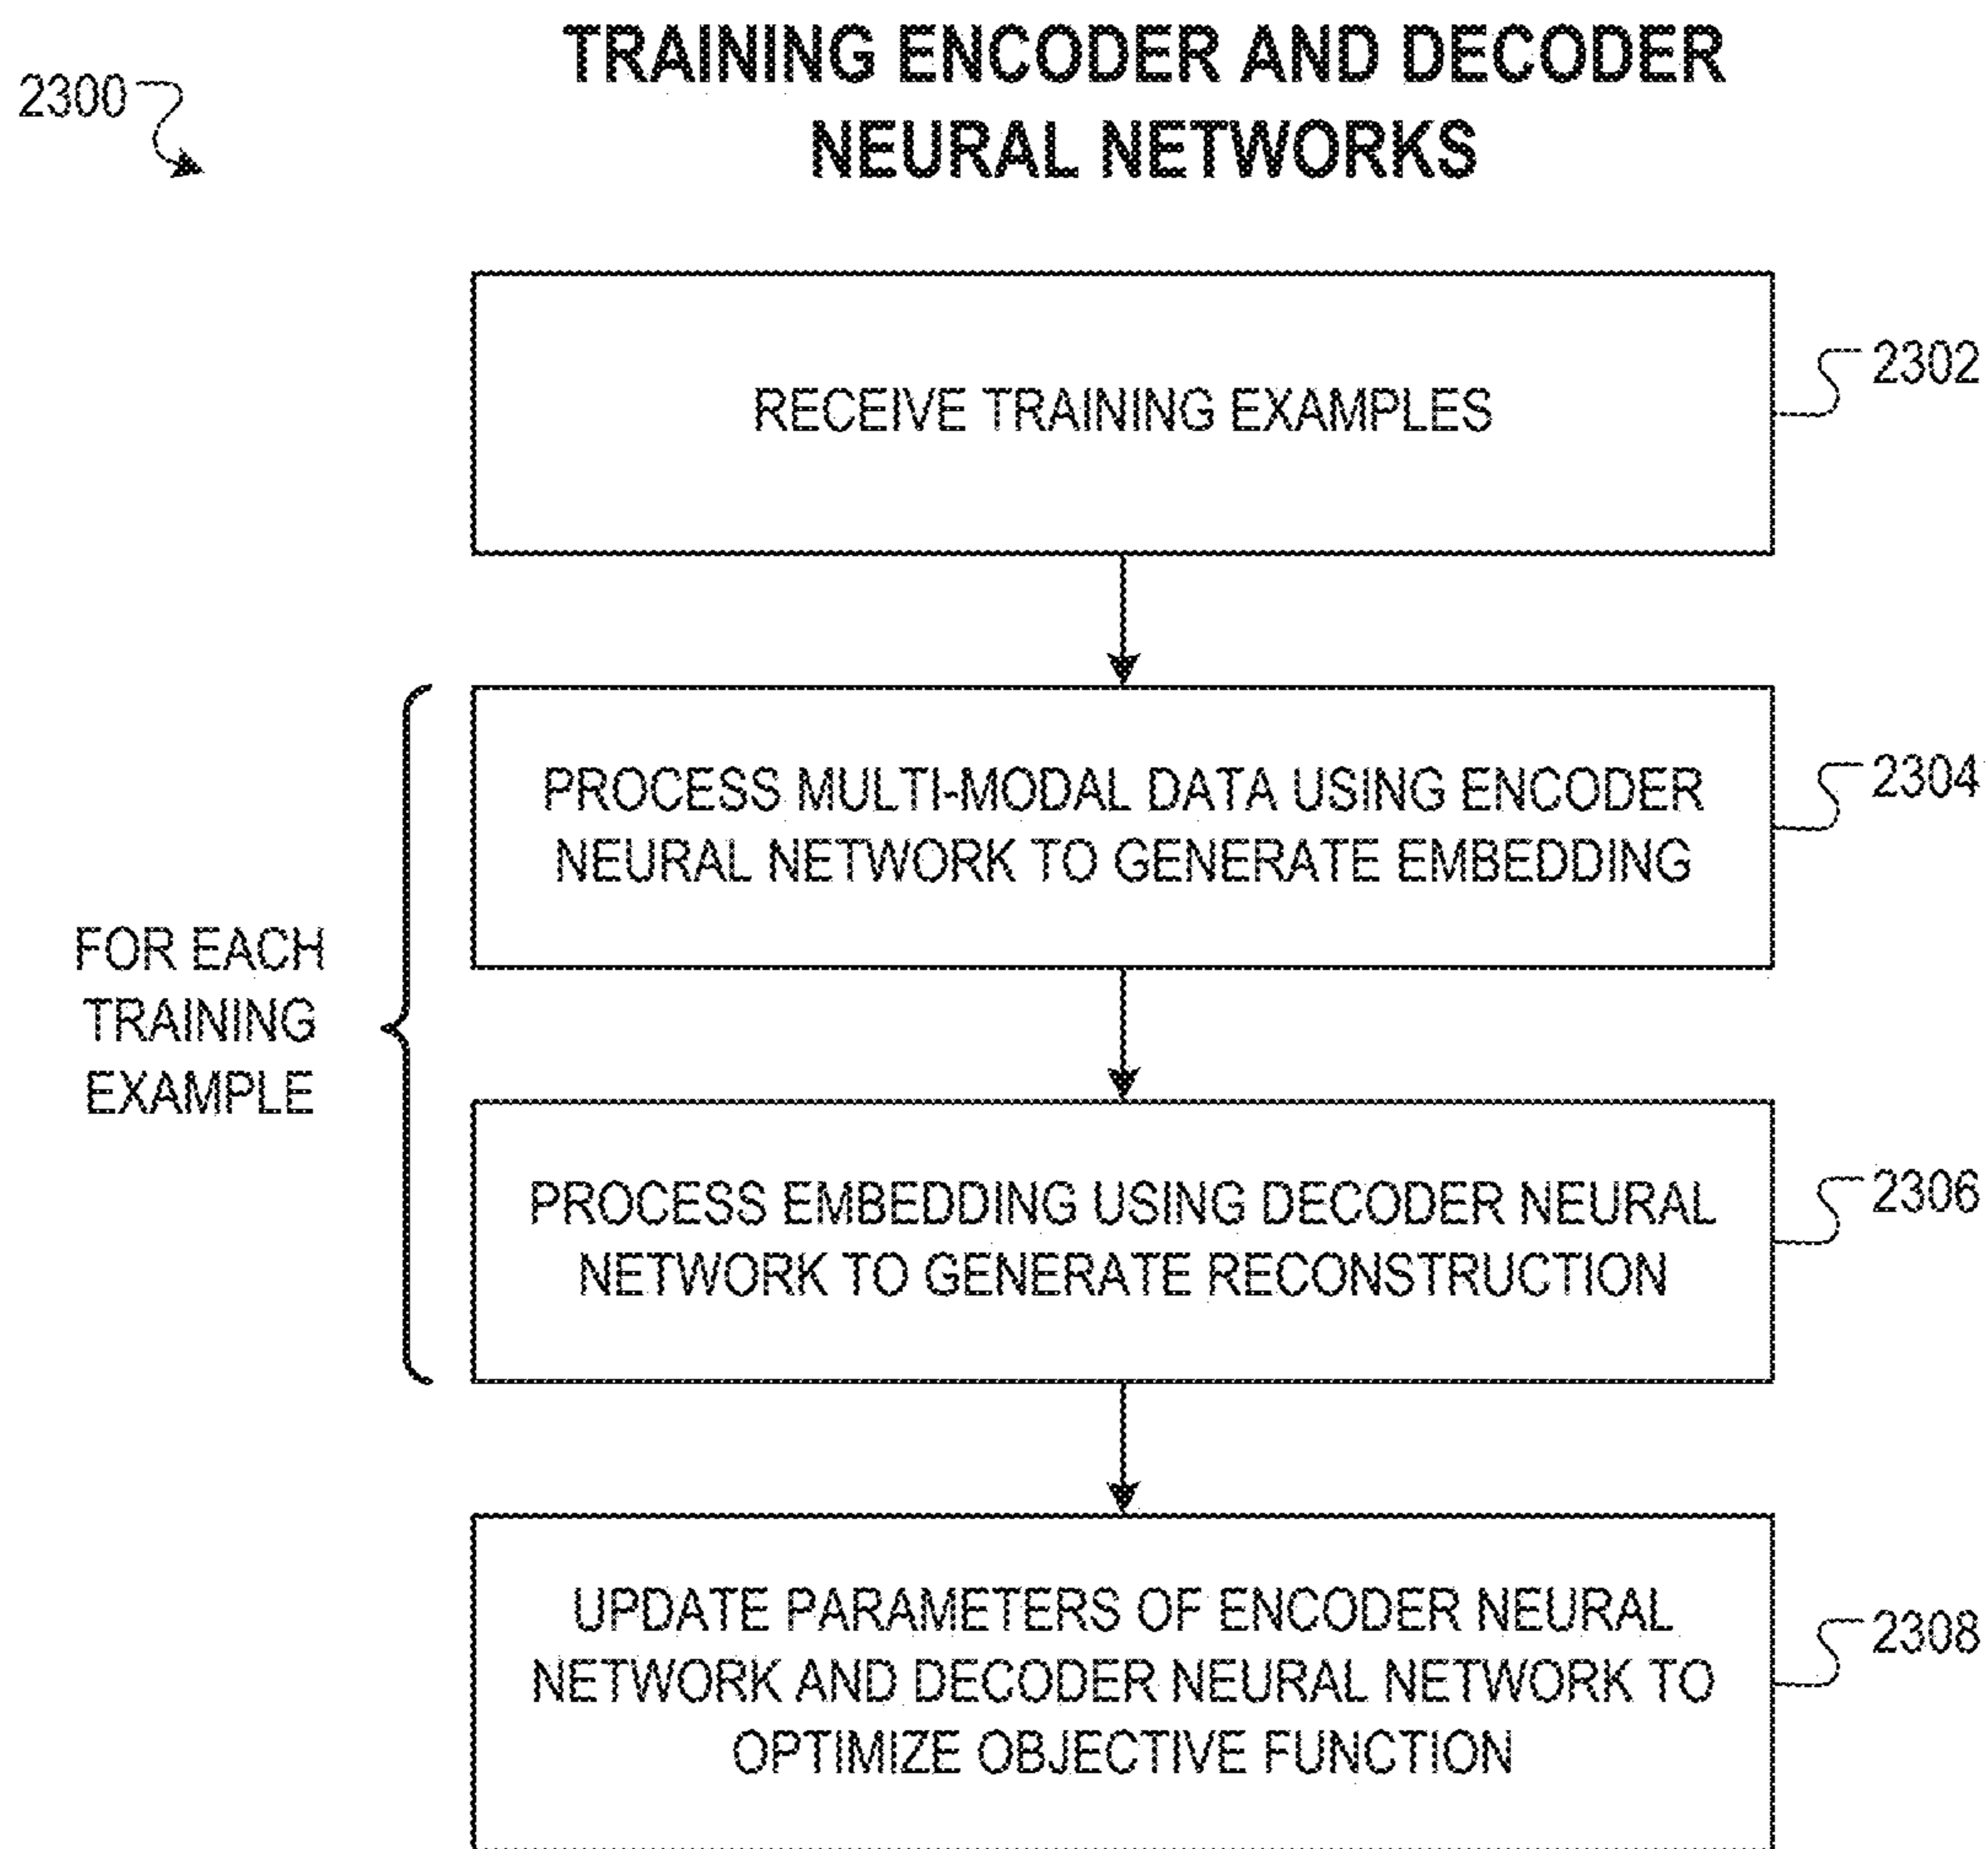 TRAINING ENCODER AND DECODER
NEURAL NETWORKS
2300
RECEIVE TRAINING EXAMPLES
2302
PROCESS MULTI-MODAL DATA USING ENCODER
NEURAL NETWORK TO GENERATE EMBEDDING
2304
FOR EACH
TRAINING
EXAMPLE
PROCESS EMBEDDING USING DECODER NEURAL
NETWORK TO GENERATE RECONSTRUCTION
2306
UPDATE PARAMETERS OF ENCODER NEURAL
NETWORK AND DECODER NEURAL NETWORK TO
OPTIMIZE OBJECTIVE FUNCTION
2308